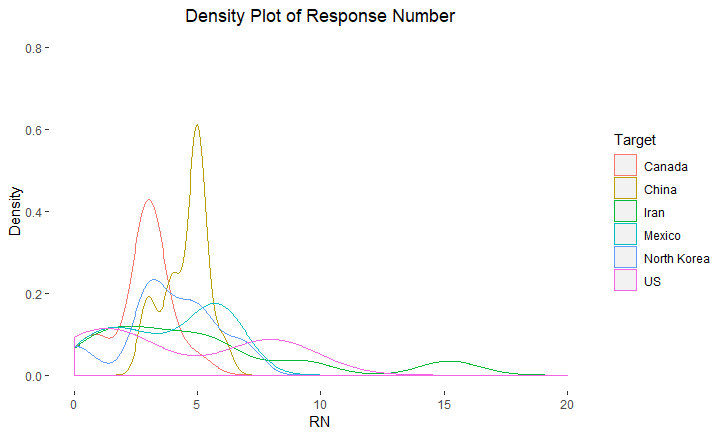 Density Plot of Response Number
0.8
0.6
0.4
0.2
0.0
Density
0
5
10
15
20
RN
Target
Canada
China
Iran
Mexico
North Korea
US